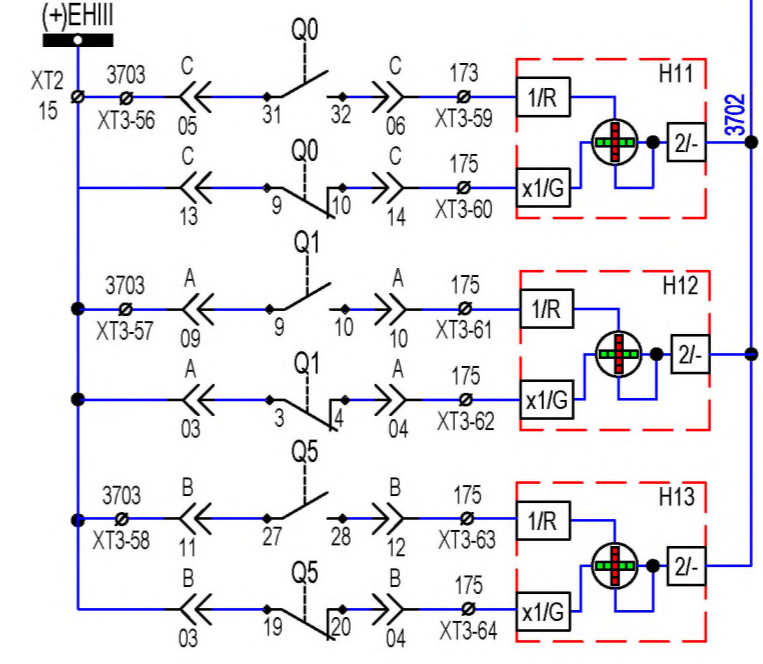 (+)EHIII
Q0
XT2 3703 C C 173 H11
15 XT3-56 05 31 32 06 XT3-59 1/R
3702
C Q0 C 175 2/-
13 9 10 14 XT3-60 x1/G
Q1
3703 A A 175 H12
XT3-57 09 9 10 10 XT3-61 1/R
A Q1 A 175 2/-
03 3 4 04 XT3-62 x1/G
Q5
3703 B B 175 H13
XT3-58 11 27 28 12 XT3-63 1/R
B Q5 B 175 2/-
03 19 20 04 XT3-64 x1/G